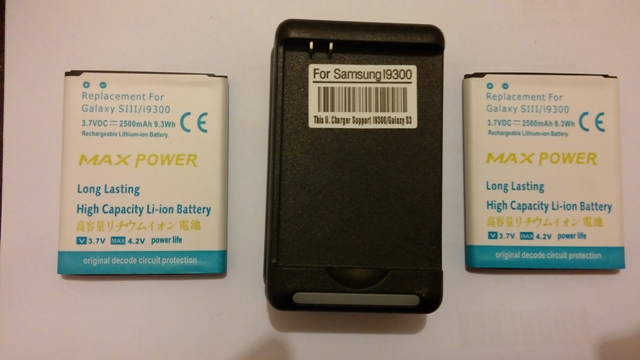 Replacement For
Galaxy SIII/i9300
3.7VDC 2500mAh 9.3Wh
Rechargeable Lithium-ion Battery.
CE
MAX POWER
Long Lasting
High Capacity Li-ion Battery
高容量リチウムイオン電池
V 3.7V MAX 4.2V power life
original decode circuit protection
For Samsung I9300
This U. Charger Support I9300/Galaxy S3
Replacement For
Galaxy SIII/i9300
3.7VDC 2500mAh 9.3Wh
Rechargeable Lithium-ion Battery.
CE
MAX POWER
Long Lasting
High Capacity Li-ion Battery
高容量リチウムイオン電池
V 3.7V MAX 4.2V power life
original decode circuit protection